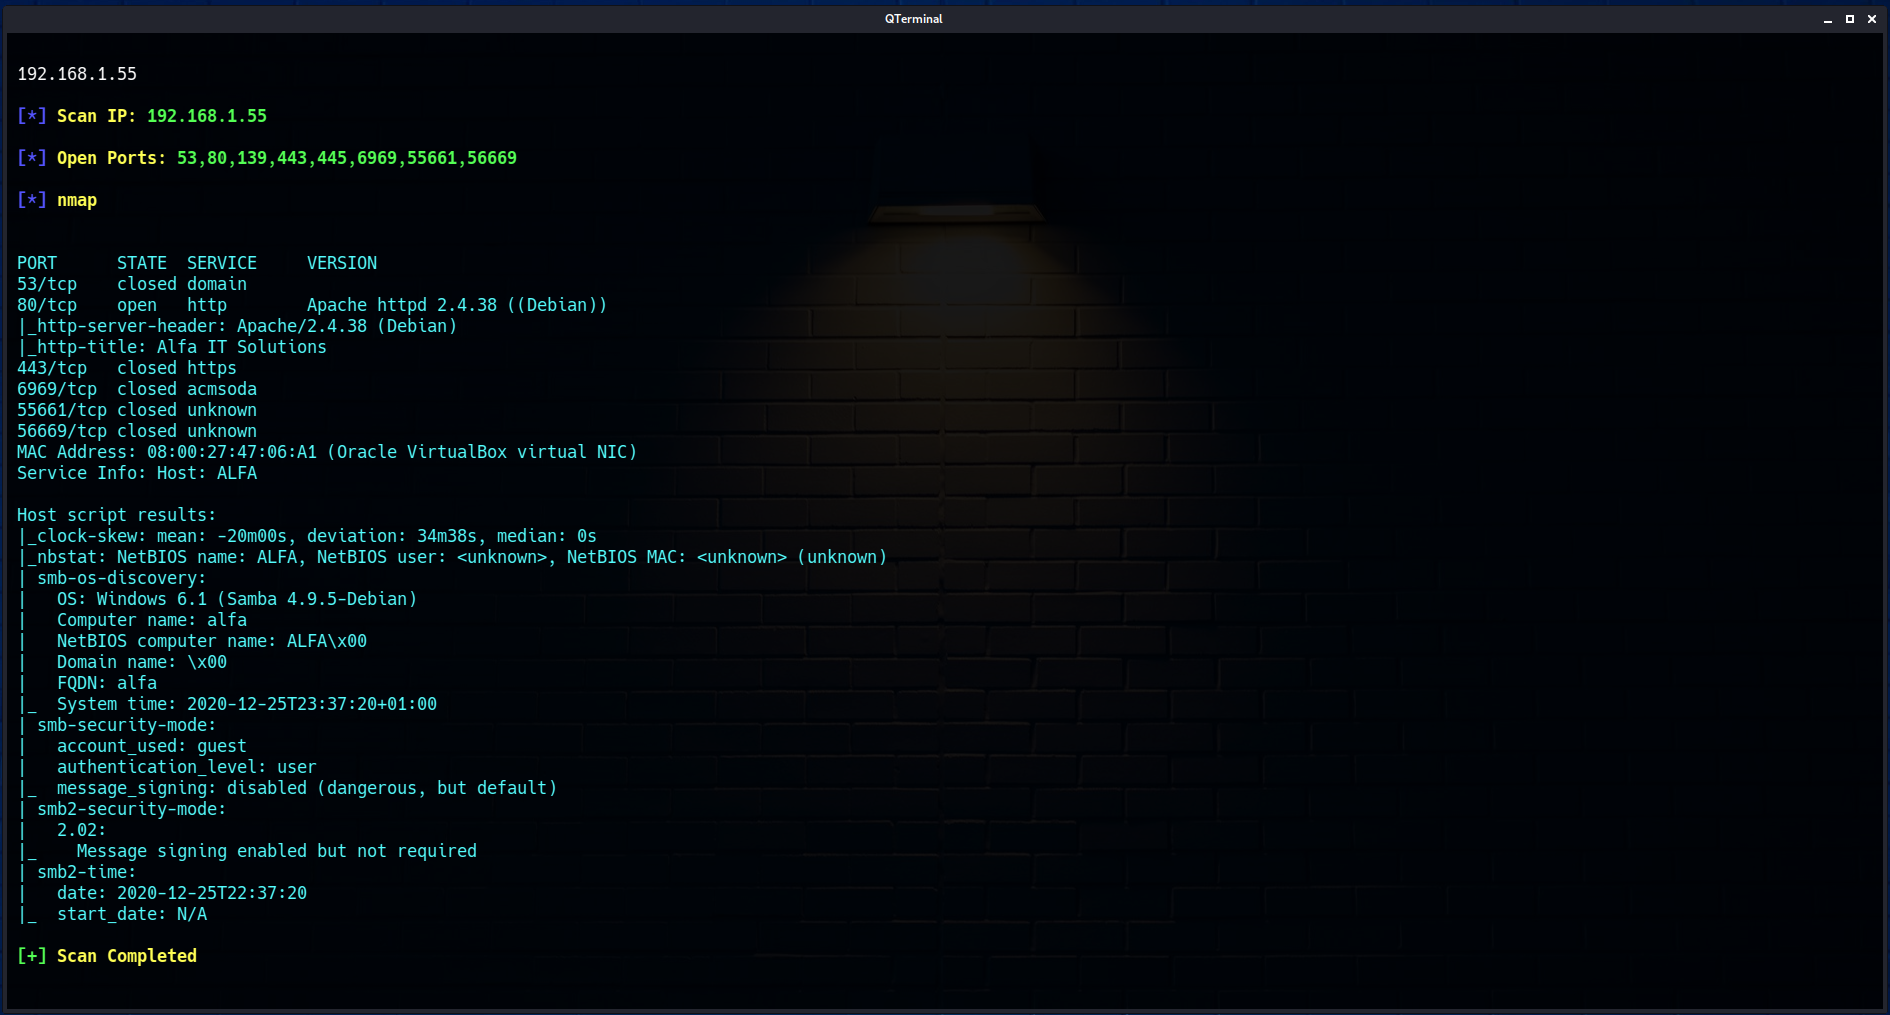 QTerminal
192.168.1.55
[*] Scan IP: 192.168.1.55
[*] Open Ports: 53,80,139,443,445,6969,55661,56669
[*] nmap
PORT      STATE  SERVICE     VERSION
53/tcp    closed domain
80/tcp    open   http        Apache httpd 2.4.38 ((Debian))
|_http-server-header: Apache/2.4.38 (Debian)
|_http-title: Alfa IT Solutions
443/tcp   closed https
6969/tcp  closed acmsoda
55661/tcp closed unknown
56669/tcp closed unknown
MAC Address: 08:00:27:47:06:A1 (Oracle VirtualBox virtual NIC)
Service Info: Host: ALFA
Host script results:
|_clock-skew: mean: -20m00s, deviation: 34m38s, median: 0s
|_nbstat: NetBIOS name: ALFA, NetBIOS user: <unknown>, NetBIOS MAC: <unknown> (unknown)
| smb-os-discovery:
|   OS: Windows 6.1 (Samba 4.9.5-Debian)
|   Computer name: alfa
|   NetBIOS computer name: ALFA\x00
|   Domain name: \x00
|   FQDN: alfa
|_  System time: 2020-12-25T23:37:20+01:00
| smb-security-mode:
|   account_used: guest
|   authentication_level: user
|_  message_signing: disabled (dangerous, but default)
| smb2-security-mode:
|   2.02:
|_    Message signing enabled but not required
| smb2-time:
|   date: 2020-12-25T22:37:20
|_  start_date: N/A
[+] Scan Completed